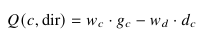 Q(c, dir) = w_c · g_c − w_d · d_c